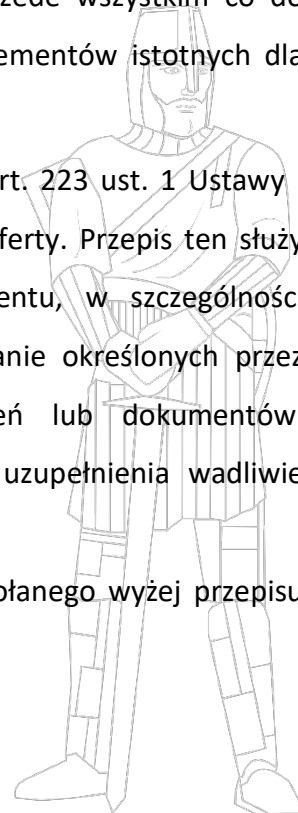 przede wszystkim co do
elementów istotnych dla
art. 223 ust. 1 Ustawy
oferty. Przepis ten służy
mentu, w szczególności
anie określonych przez
eń lub dokumentów
uzupełnienia wadliwie
ołanego wyżej przepisu